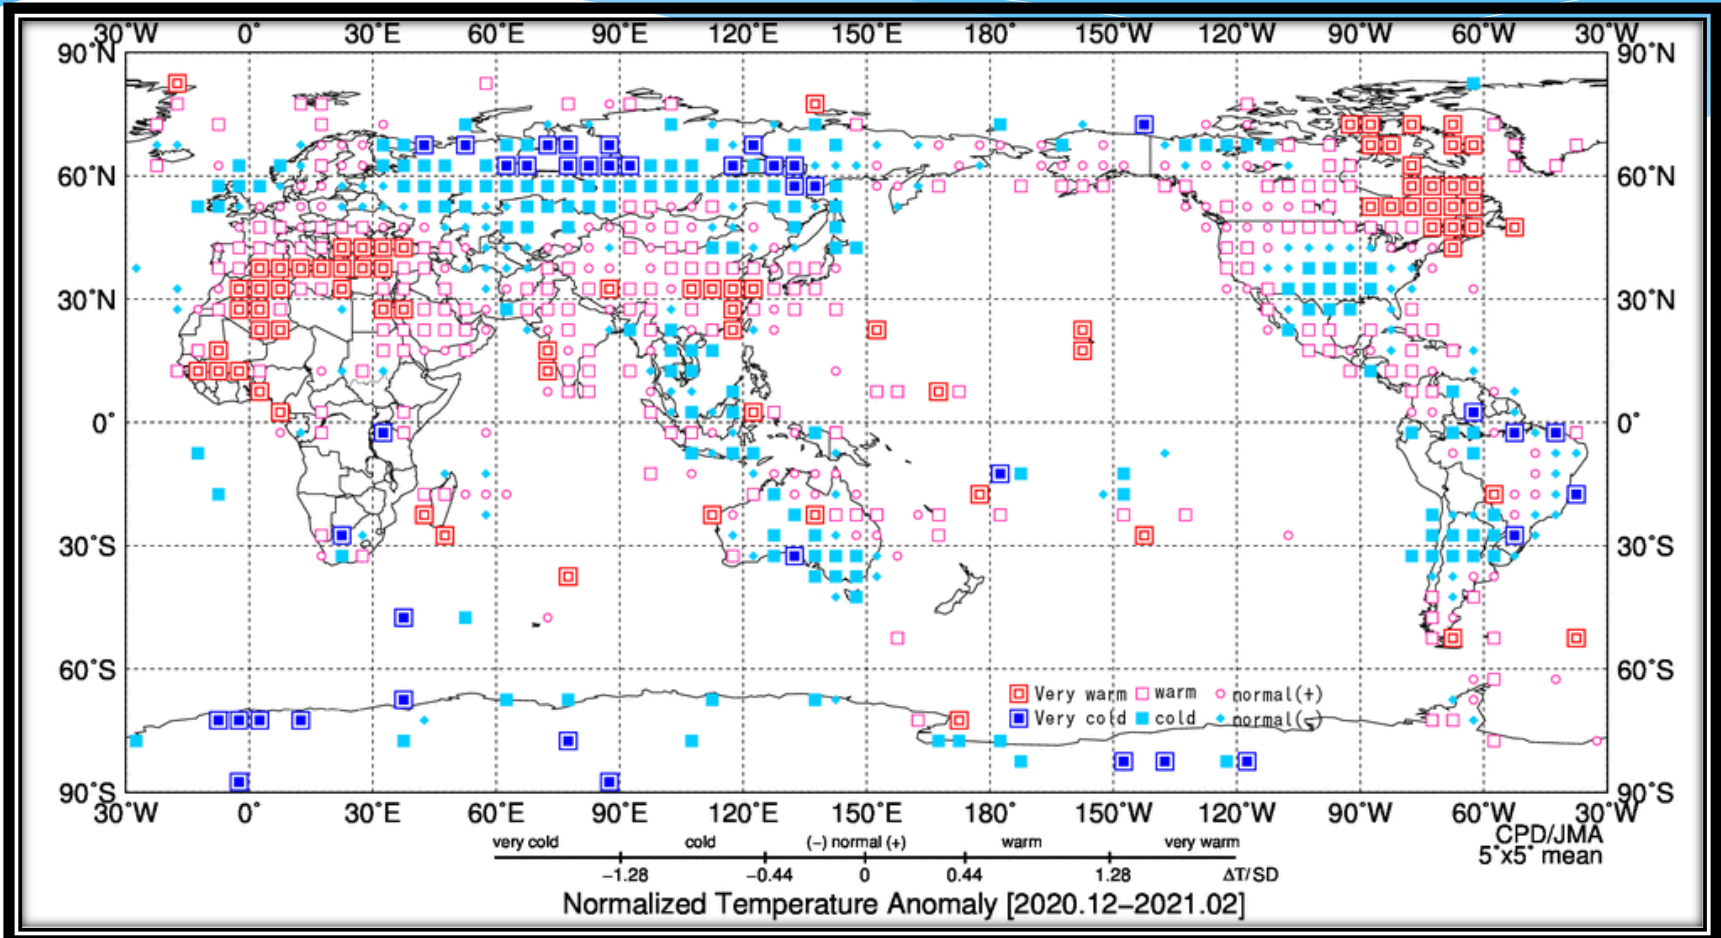 30°W 0° 30°E 60°E 90°E 120°E 150°E 180° 150°W 120°W 90°W 60°W 30°W
90°N 90°N
60°N 60°N
30°N 30°N
0° 0°
30°S 30°S
60°S 60°S
Very warm warm normal(+)
Very cold cold normal(-)
90°S 90°S
30°W 0° 30°E 60°E 90°E 120°E 150°E 180° 150°W 120°W 90°W 60°W 30°W
very cold cold (-) normal (+) warm very warm
CPD/JMA
5°x5° mean
-1.28 -0.44 0 0.44 1.28 ΔT/SD
Normalized Temperature Anomaly [2020.12-2021.02]